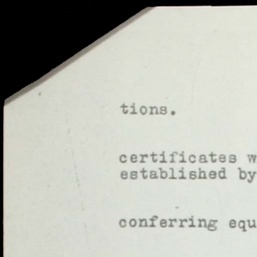 tions.
certificates w
established by
conferring equ